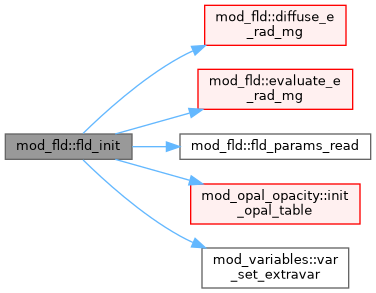 mod_fld::diffuse_e
_rad_mg
mod_fld::evaluate_e
_rad_mg
mod_fld::fld_init
mod_fld::fld_params_read
mod_opal_opacity::init
_opal_table
mod_variables::var
_set_extravar